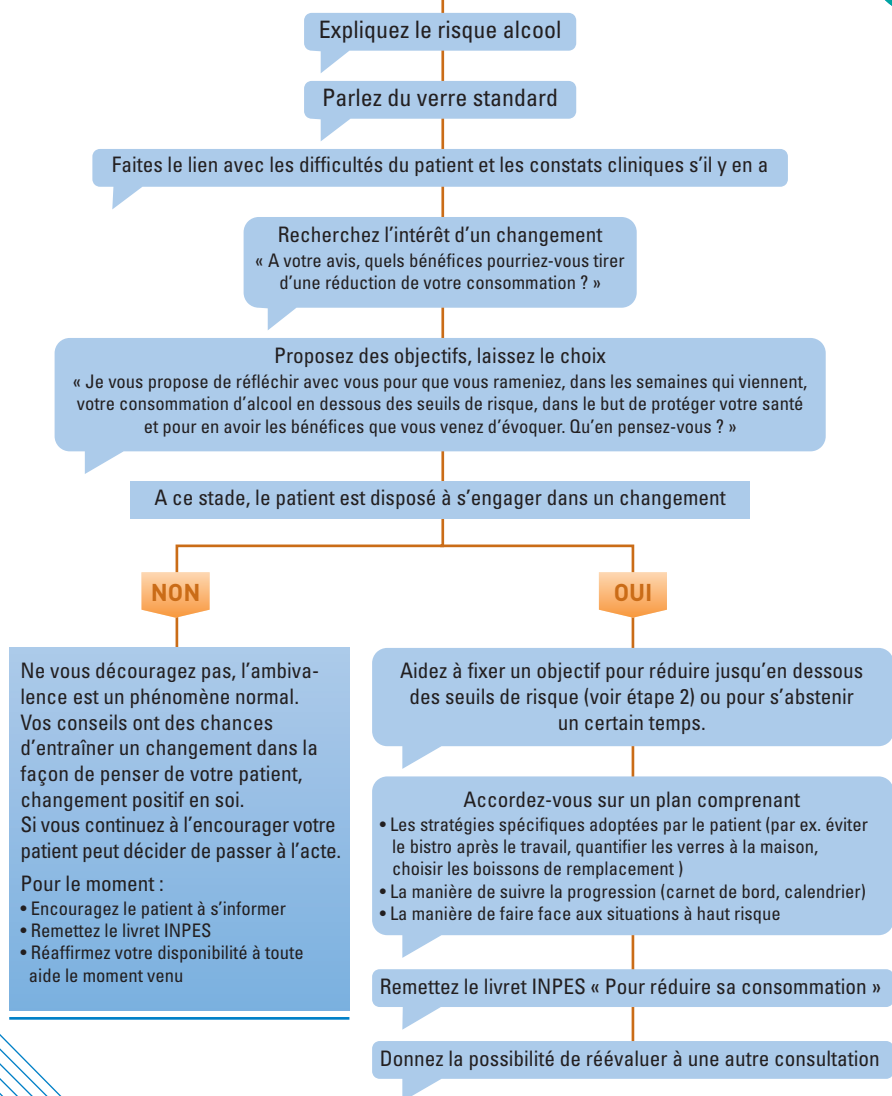 Expliquez le risque alcool
Parlez du verre standard
Faites le lien avec les difficultés du patient et les constats cliniques s'il y en a
Recherchez l'intérêt d'un changement
« A votre avis, quels bénéfices pourriez-vous tirer
d'une réduction de votre consommation ? »
Proposez des objectifs, laissez le choix
« Je vous propose de réfléchir avec vous pour que vous rameniez, dans les semaines qui viennent,
votre consommation d'alcool en dessous des seuils de risque, dans le but de protéger votre santé
et pour en avoir les bénéfices que vous venez d'évoquer. Qu'en pensez-vous ? »
A ce stade, le patient est disposé à s'engager dans un changement
NON
Ne vous découragez pas, l'ambiva-
lence est un phénomène normal.
Vos conseils ont des chances
d'entraîner un changement dans la
façon de penser de votre patient,
changement positif en soi.
Si vous continuez à l'encourager votre
patient peut décider de passer à l'acte.
Pour le moment :
• Encouragez le patient à s'informer
• Remettez le livret INPES
• Réaffirmez votre disponibilité à toute
aide le moment venu
OUI
Aidez à fixer un objectif pour réduire jusqu'en dessous
des seuils de risque (voir étape 2) ou pour s'abstenir
un certain temps.
Accordez-vous sur un plan comprenant
• Les stratégies spécifiques adoptées par le patient (par ex. éviter
le bistro après le travail, quantifier les verres à la maison,
choisir les boissons de remplacement )
• La manière de suivre la progression (carnet de bord, calendrier)
• La manière de faire face aux situations à haut risque
Remettez le livret INPES « Pour réduire sa consommation »
Donnez la possibilité de réévaluer à une autre consultation